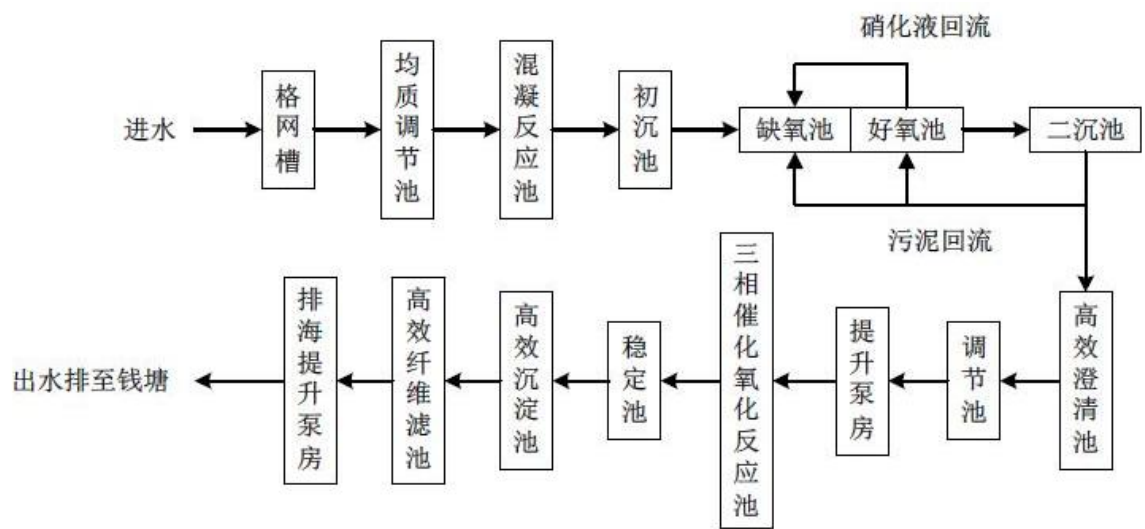 硝化液回流
进水
格网槽
均质调节池
混凝反应池
初沉池
缺氧池
好氧池
二沉池
污泥回流
出水排至钱塘
排海提升泵房
高效纤维滤池
高效沉淀池
稳定池
三相催化氧化反应池
提升泵房
调节池
高效澄清池